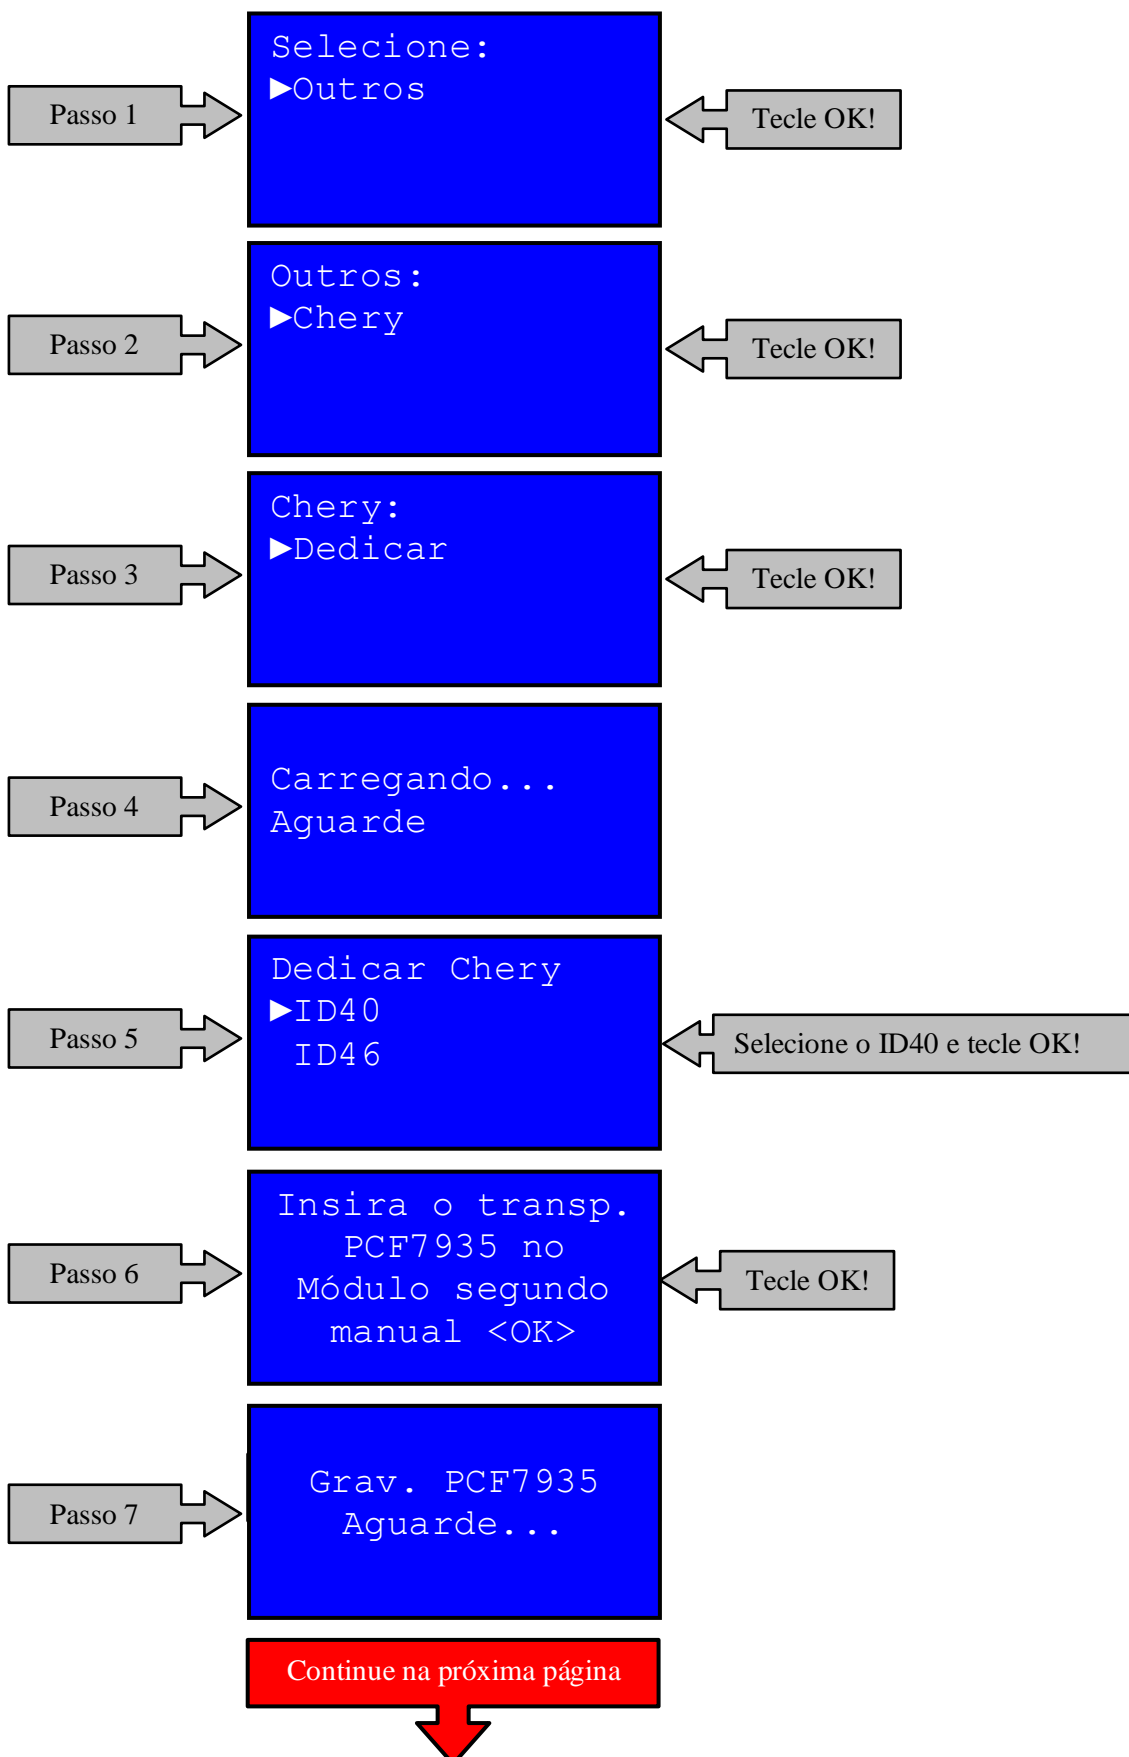 Passo 1
Selecione:
►Outros
Tecle OK!
Passo 2
Outros:
►Chery
Tecle OK!
Passo 3
Chery:
►Dedicar
Tecle OK!
Passo 4
Carregando...
Aguarde
Passo 5
Dedicar Chery
►ID40
ID46
Selecione o ID40 e tecle OK!
Passo 6
Insira o transp.
PCF7935 no
Módulo segundo
manual <OK>
Tecle OK!
Passo 7
Grav. PCF7935
Aguarde...
Continue na próxima página